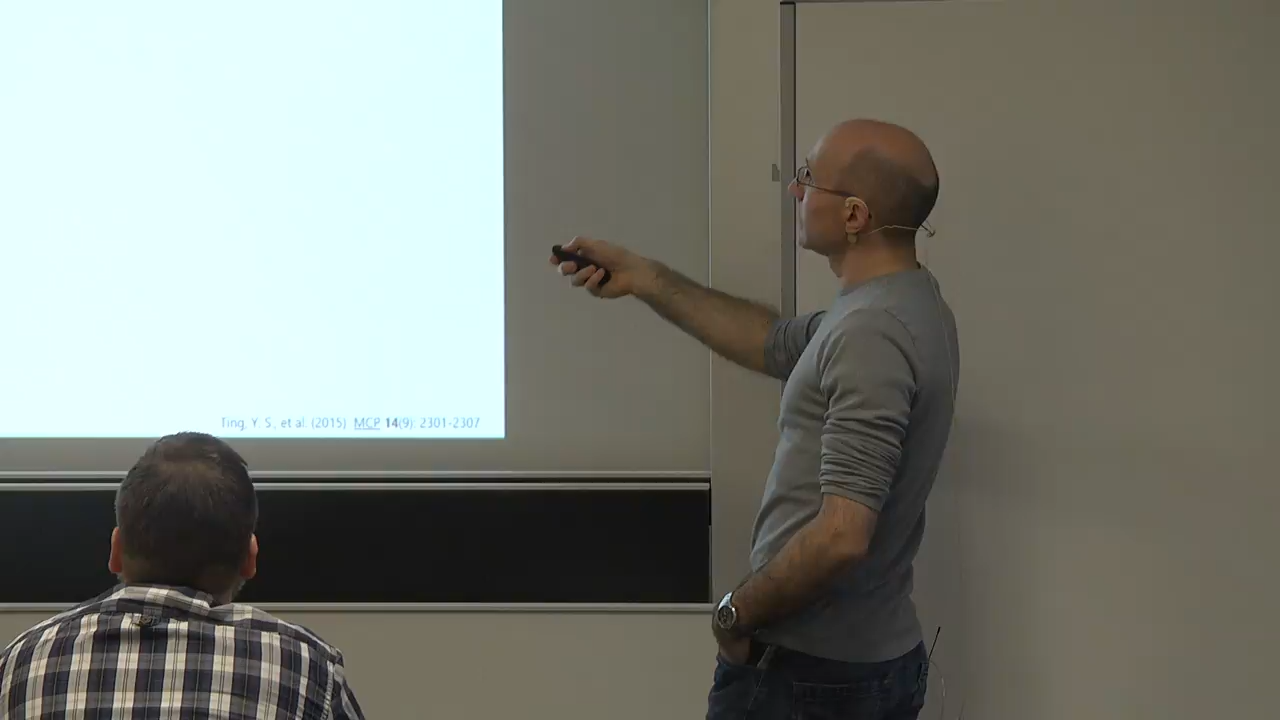 Ting, Y. S., et al. (2015). MCP 14(9): 2301-2307